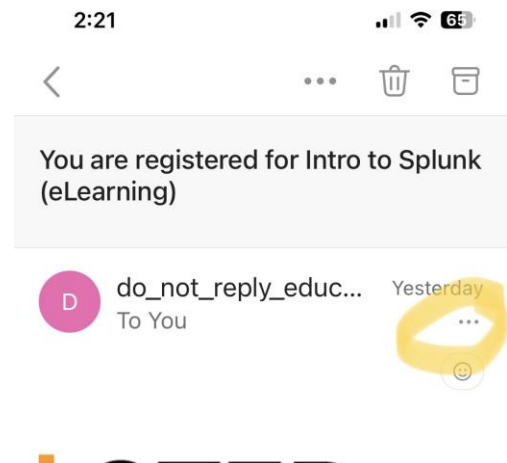 2:21 65
You are registered for Intro to Splunk
(eLearning)
D do_not_reply_educ... Yesterday
To You